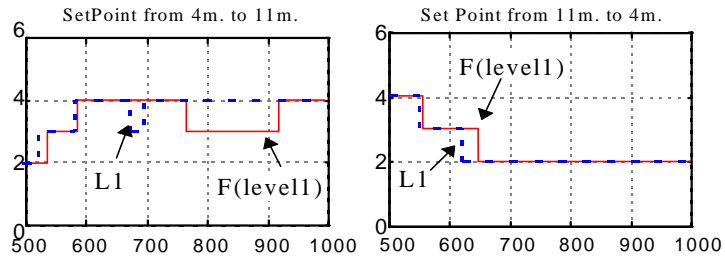 SetPoint from 4m. to 11m.
6
4
2
0
L1
F(level1)
500 600 700 800 900 1000
Set Point from 11m. to 4m.
6
4
2
0
F(level1)
L1
500 600 700 800 900 1000